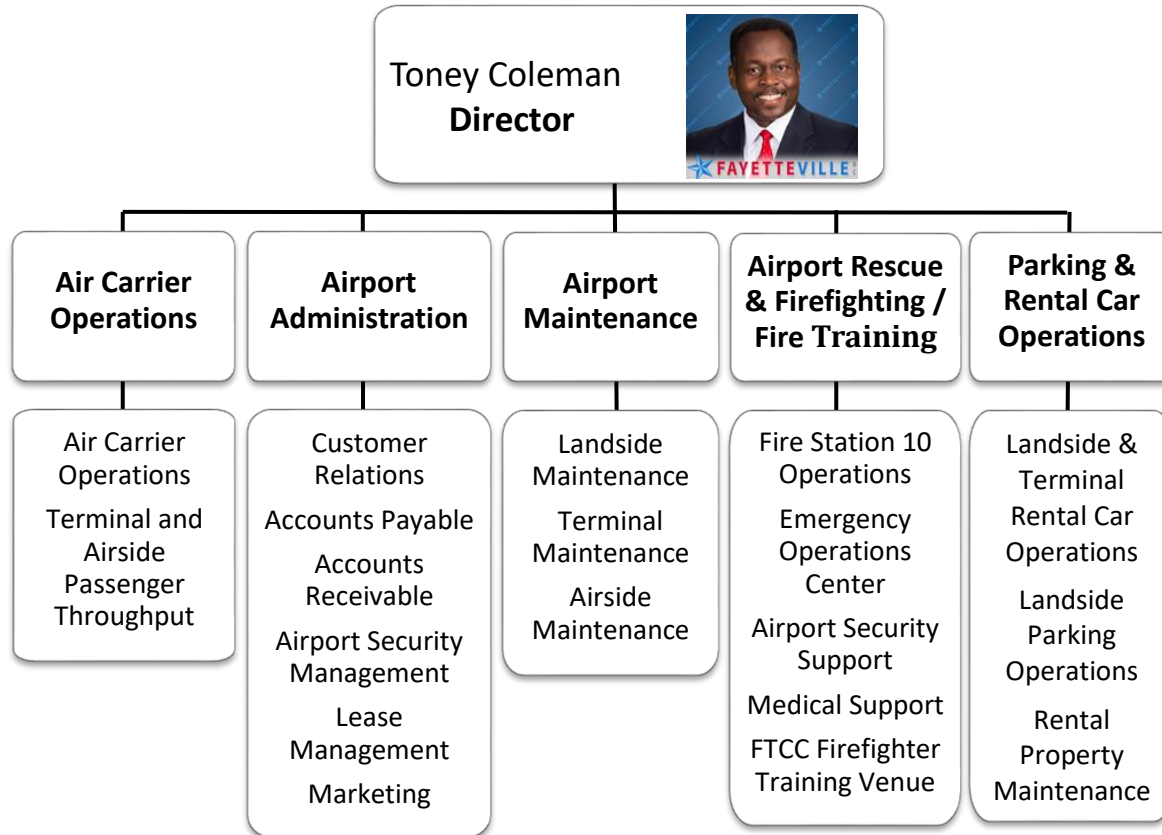 Toney Coleman
Director
FAYETTEVILLE
Air Carrier
Operations
Airport
Administration
Airport
Maintenance
Airport Rescue
& Firefighting /
Fire Training
Parking &
Rental Car
Operations
Air Carrier
Operations
Terminal and
Airside
Passenger
Throughput
Customer
Relations
Accounts Payable
Accounts
Receivable
Airport Security
Management
Lease
Management
Marketing
Landside
Maintenance
Terminal
Maintenance
Airside
Maintenance
Fire Station 10
Operations
Emergency
Operations
Center
Airport Security
Support
Medical Support
FTCC Firefighter
Training Venue
Landside &
Terminal
Rental Car
Operations
Landside
Parking
Operations
Rental
Property
Maintenance